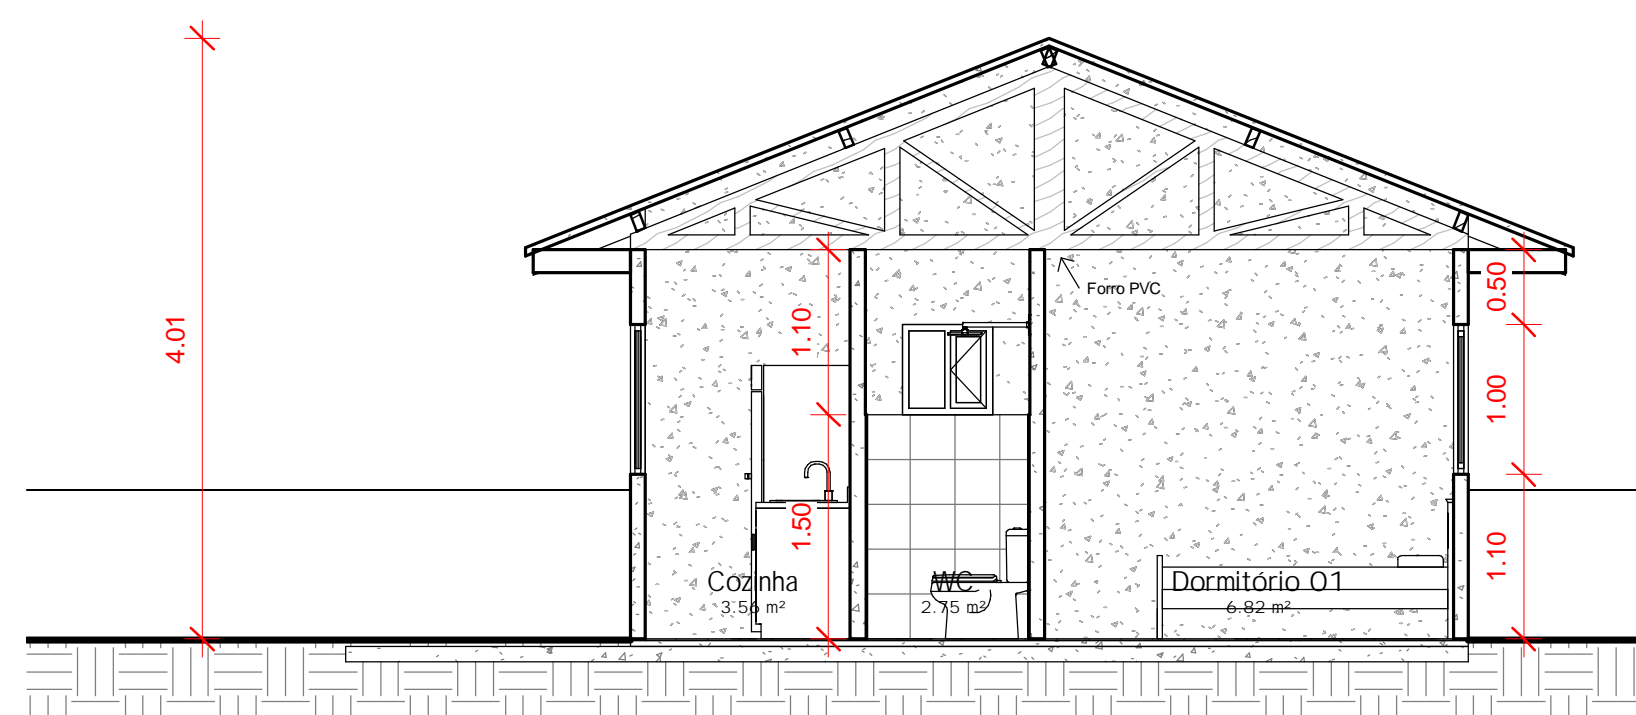 4.01
1.10
1.50
Forro PVC
0.50
1.00
1.10
Cozinha
3.56 m²
WC
2.75 m²
Dormitório 01
6.82 m²